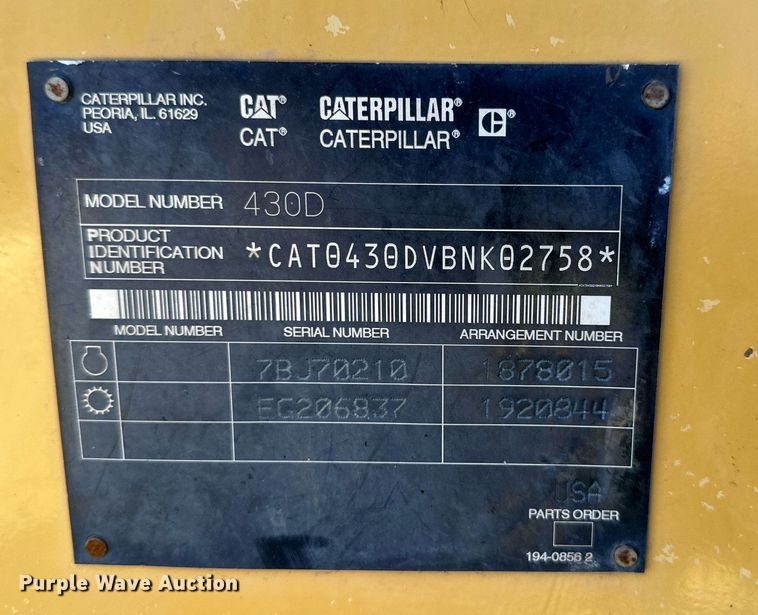 CATERPILLAR INC.
PEORIA, IL. 61629
USA
CAT® CATERPILLAR® C®
CAT® CATERPILLAR®
MODEL NUMBER 430D
PRODUCT
IDENTIFICATION
NUMBER
*CAT0430DVBNK02758*
MODEL NUMBER SERIAL NUMBER ARRANGEMENT NUMBER
7BJ70210 1878015
EG206837 1920844
USA
PARTS ORDER
194-0856 2
Purple Wave Auction